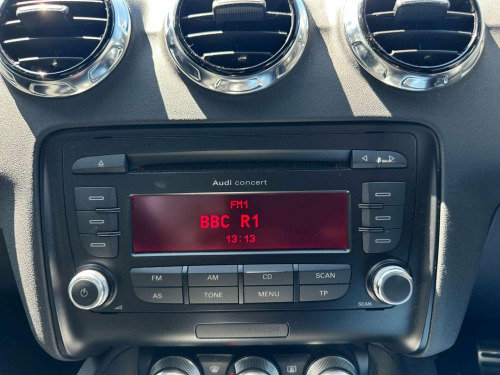 Audi concert
FM1
BBC R1
13:13
FM AM CD SCAN
AS TONE MENU TP
SCAN